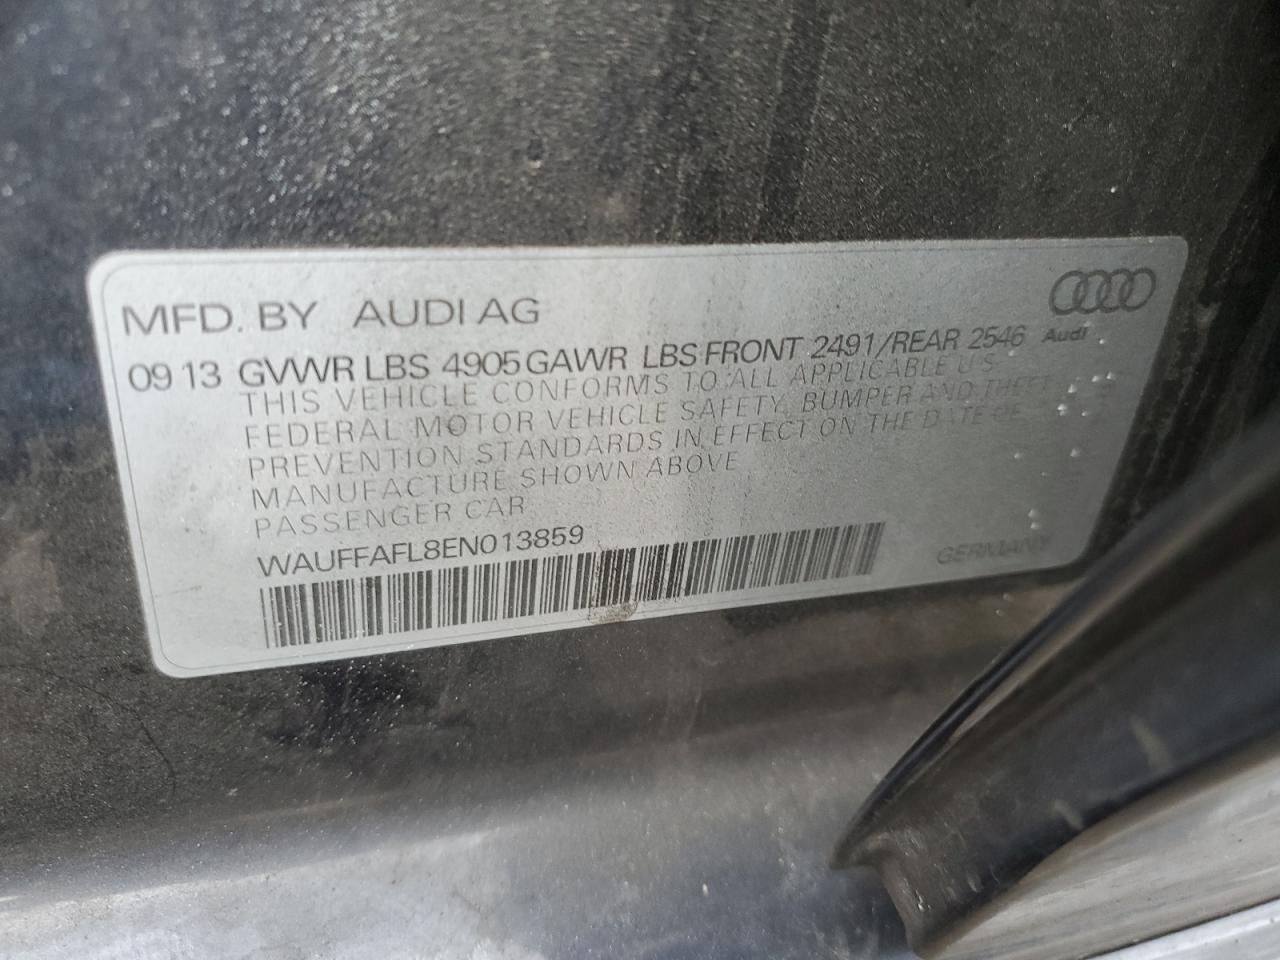 MFD. BY AUDI AG
Audi
09 13 GVWR LBS 4905 GAWR LBS FRONT 2491/REAR 2546
THIS VEHICLE CONFORMS TO ALL APPLICABLE U.S.
FEDERAL MOTOR VEHICLE SAFETY, BUMPER AND THEFT
PREVENTION STANDARDS IN EFFECT ON THE DATE OF
MANUFACTURE SHOWN ABOVE
PASSENGER CAR
WAUFFAFL8EN013859
GERMANY